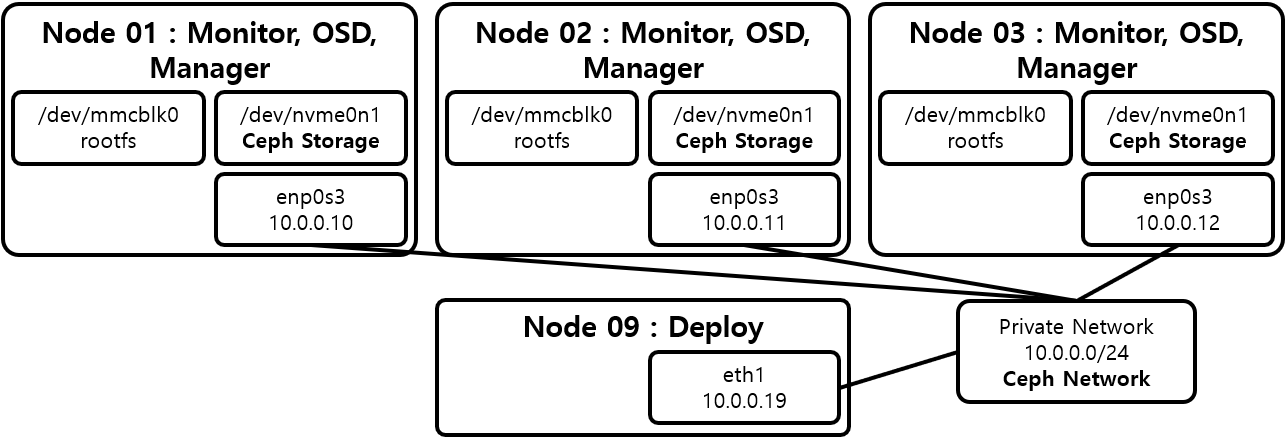 Node 01 : Monitor, OSD,
Manager
/dev/mmcblk0
rootfs
/dev/nvme0n1
Ceph Storage
enp0s3
10.0.0.10
Node 02 : Monitor, OSD,
Manager
/dev/mmcblk0
rootfs
/dev/nvme0n1
Ceph Storage
enp0s3
10.0.0.11
Node 03 : Monitor, OSD,
Manager
/dev/mmcblk0
rootfs
/dev/nvme0n1
Ceph Storage
enp0s3
10.0.0.12
Node 09 : Deploy
eth1
10.0.0.19
Private Network
10.0.0.0/24
Ceph Network